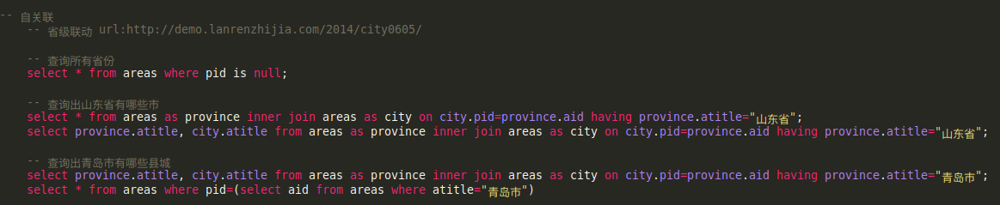 -- 自关联
-- 省级联动 url:http://demo.lanrenzhijia.com/2014/city0605/
-- 查询所有省份
select * from areas where pid is null;
-- 查询出山东省有哪些市
select * from areas as province inner join areas as city on city.pid=province.aid having province.atitle="山东省";
select province.atitle, city.atitle from areas as province inner join areas as city on city.pid=province.aid having province.atitle="山东省";
-- 查询出青岛市有哪些县城
select province.atitle, city.atitle from areas as province inner join areas as city on city.pid=province.aid having province.atitle="青岛市";
select * from areas where pid=(select aid from areas where atitle="青岛市")